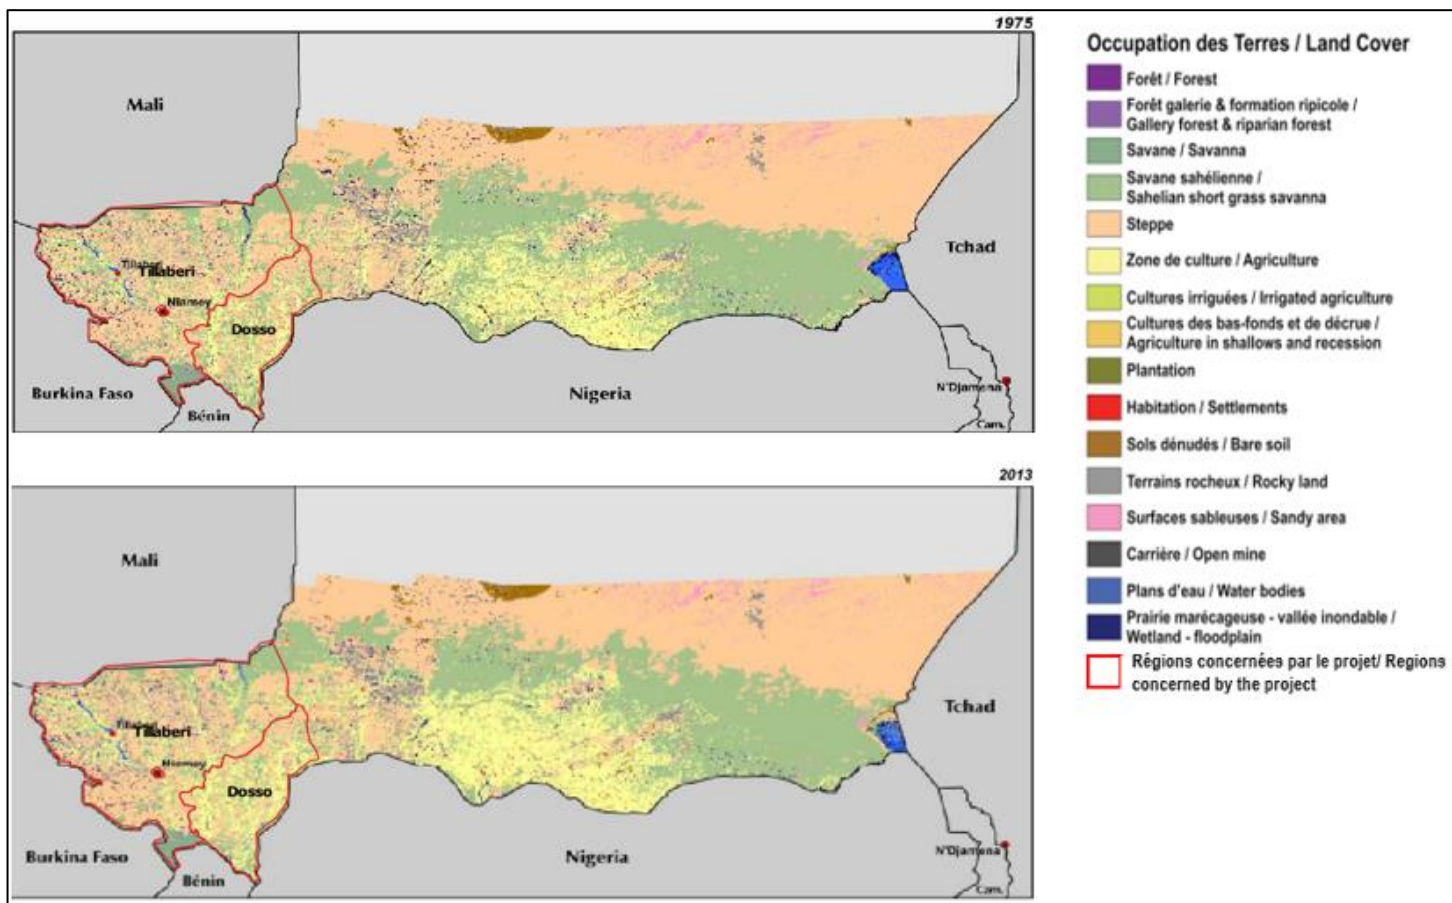 1975
Mali
Tillaberi
Tillaberi
Niamey
Dosso
Tchad
Burkina Faso
Bénin
Nigeria
N'Djamena
Cam.
2013
Mali
Tillaberi
Tillaberi
Niamey
Dosso
Tchad
Burkina Faso
Bénin
Nigeria
N'Djamena
Cam.
Occupation des Terres / Land Cover
Forêt / Forest
Forêt galerie & formation ripicole /
Gallery forest & riparian forest
Savane / Savanna
Savane sahélienne /
Sahelian short grass savanna
Steppe
Zone de culture / Agriculture
Cultures irriguées / Irrigated agriculture
Cultures des bas-fonds et de décrue /
Agriculture in shallows and recession
Plantation
Habitation / Settlements
Sols dénudés / Bare soil
Terrains rocheux / Rocky land
Surfaces sableuses / Sandy area
Carrière / Open mine
Plans d'eau / Water bodies
Prairie marécageuse - vallée inondable /
Wetland - floodplain
Régions concernées par le projet/ Regions
concerned by the project